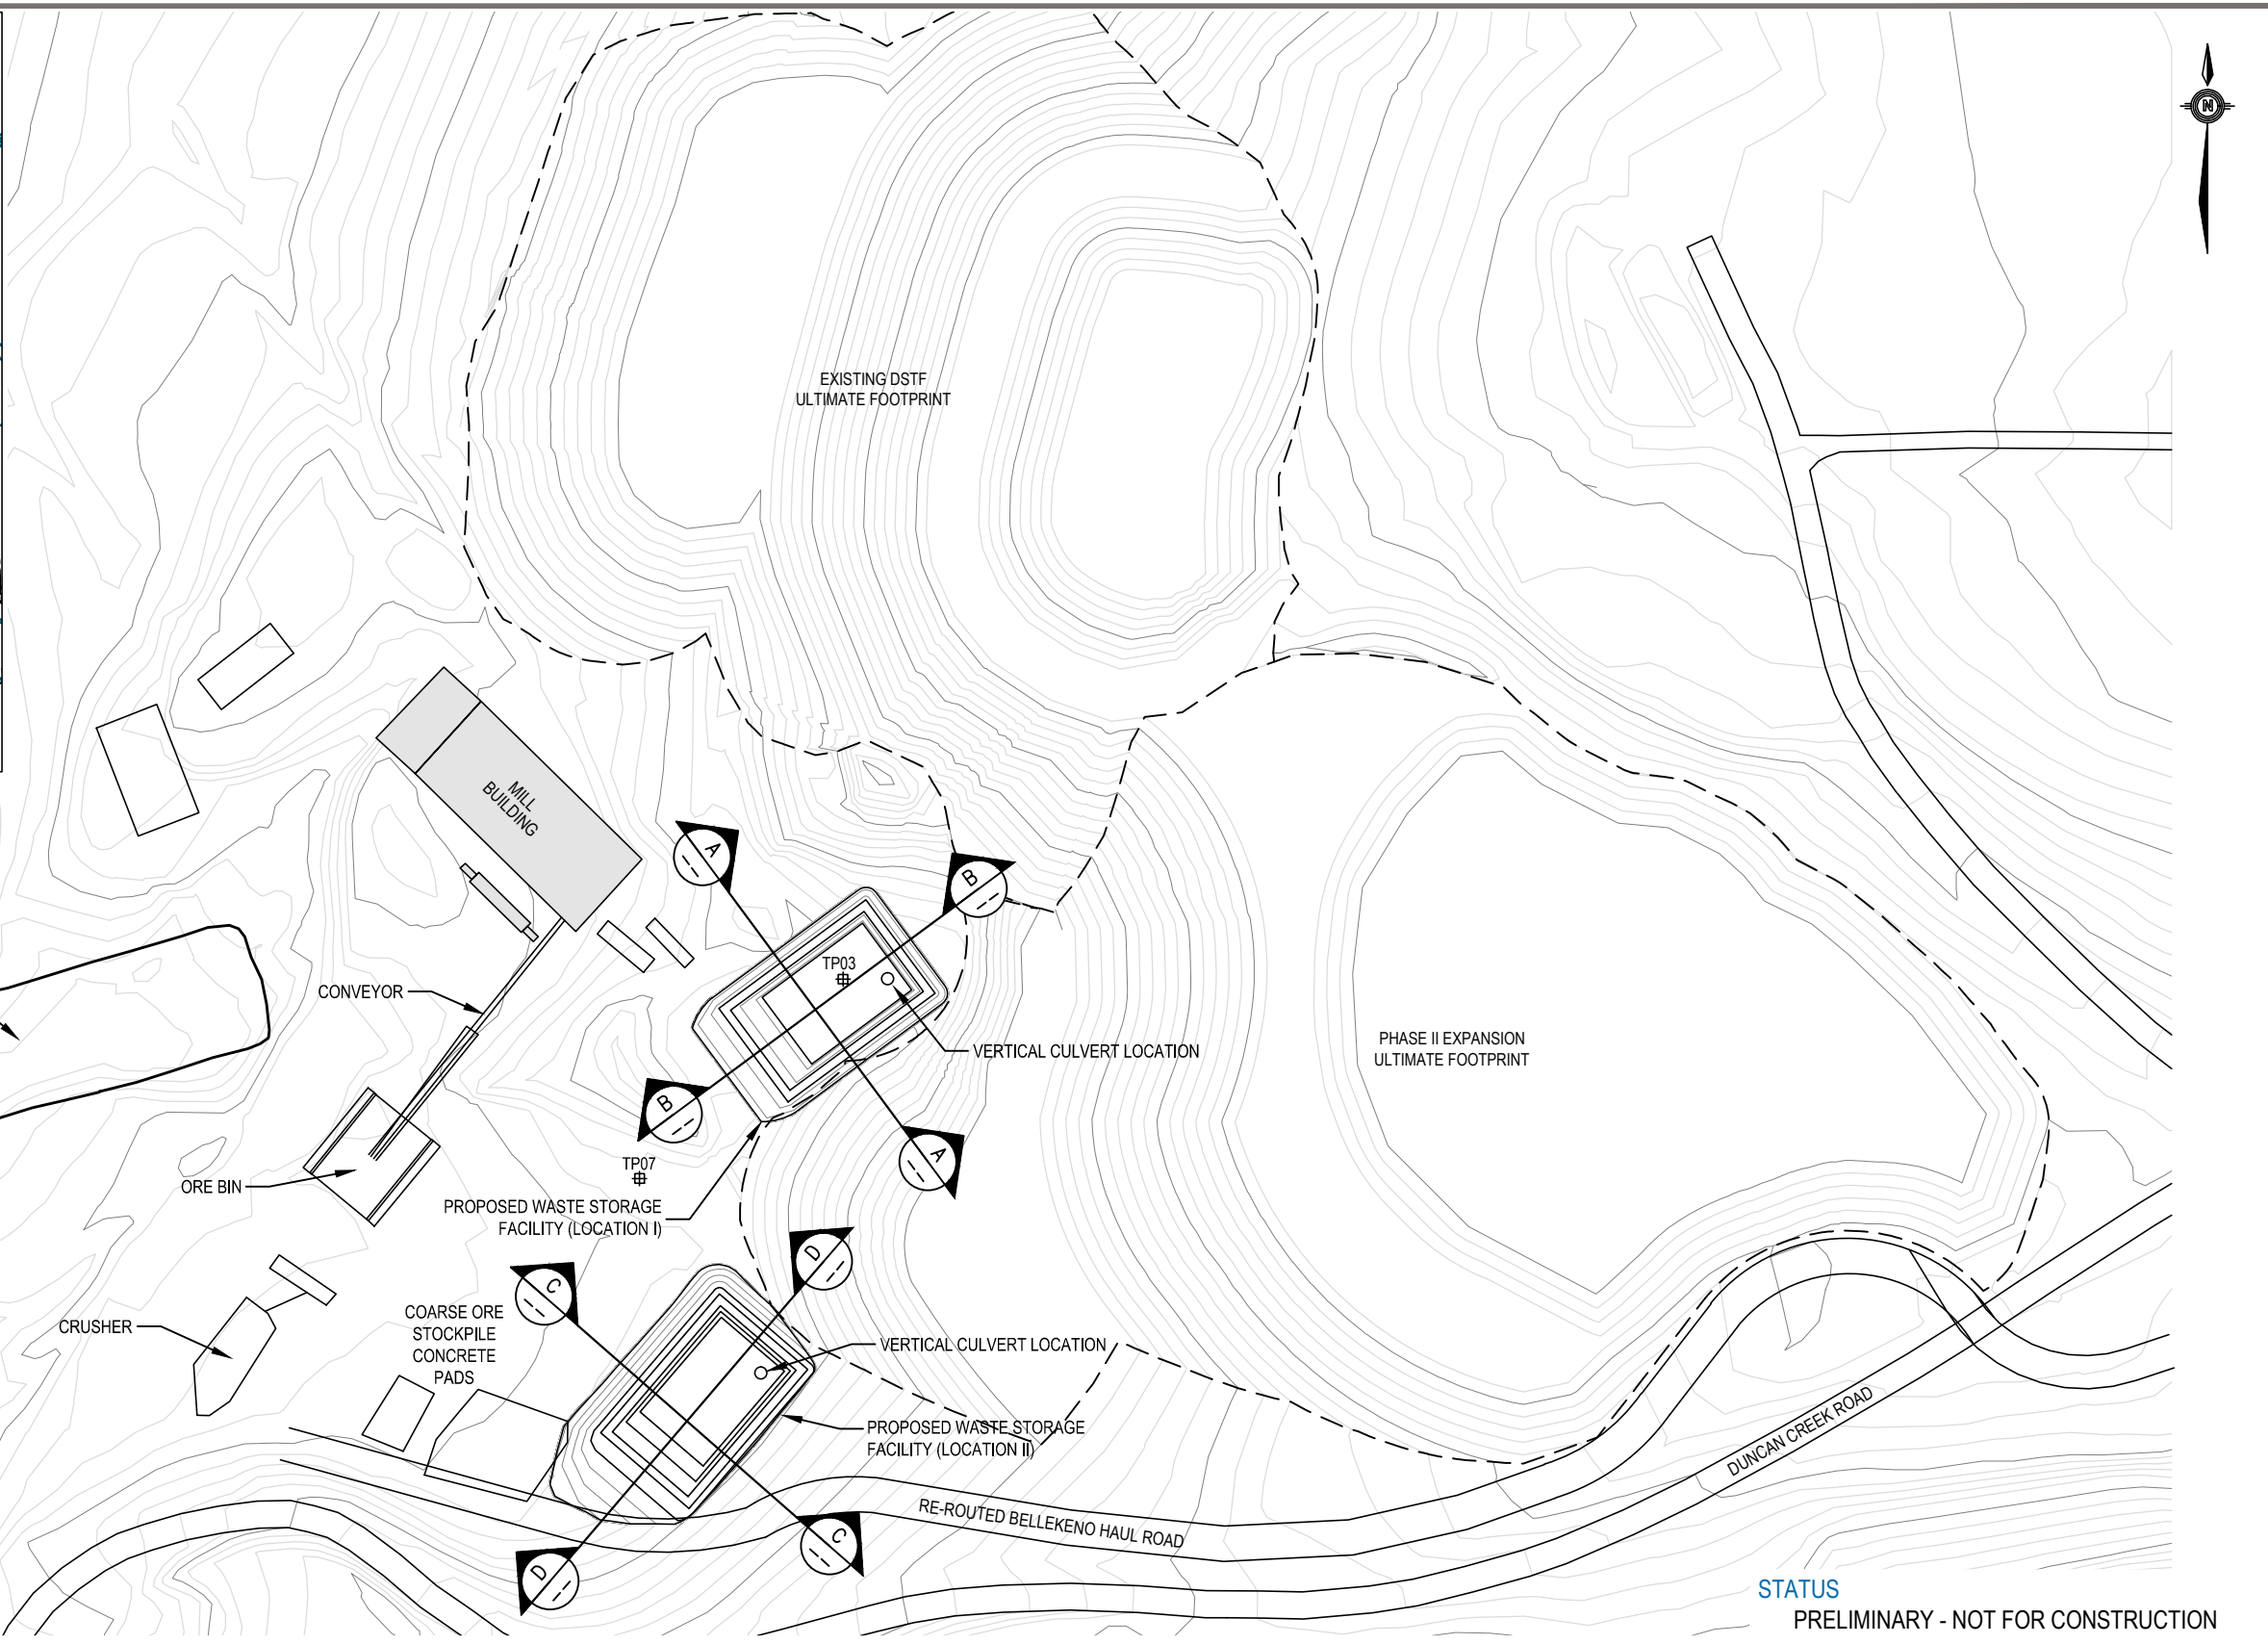 N
EXISTING DSTF
ULTIMATE FOOTPRINT
MILL
BUILDING
A
B
TP03
CONVEYOR
VERTICAL CULVERT LOCATION
PHASE II EXPANSION
ULTIMATE FOOTPRINT
B
A
TP07
ORE BIN
PROPOSED WASTE STORAGE
FACILITY (LOCATION I)
D
C
COARSE ORE
STOCKPILE
CONCRETE
PADS
CRUSHER
VERTICAL CULVERT LOCATION
PROPOSED WASTE STORAGE
FACILITY (LOCATION II)
DUNCAN CREEK ROAD
RE-ROUTED BELLEKENO HAUL ROAD
C
D
STATUS
PRELIMINARY - NOT FOR CONSTRUCTION